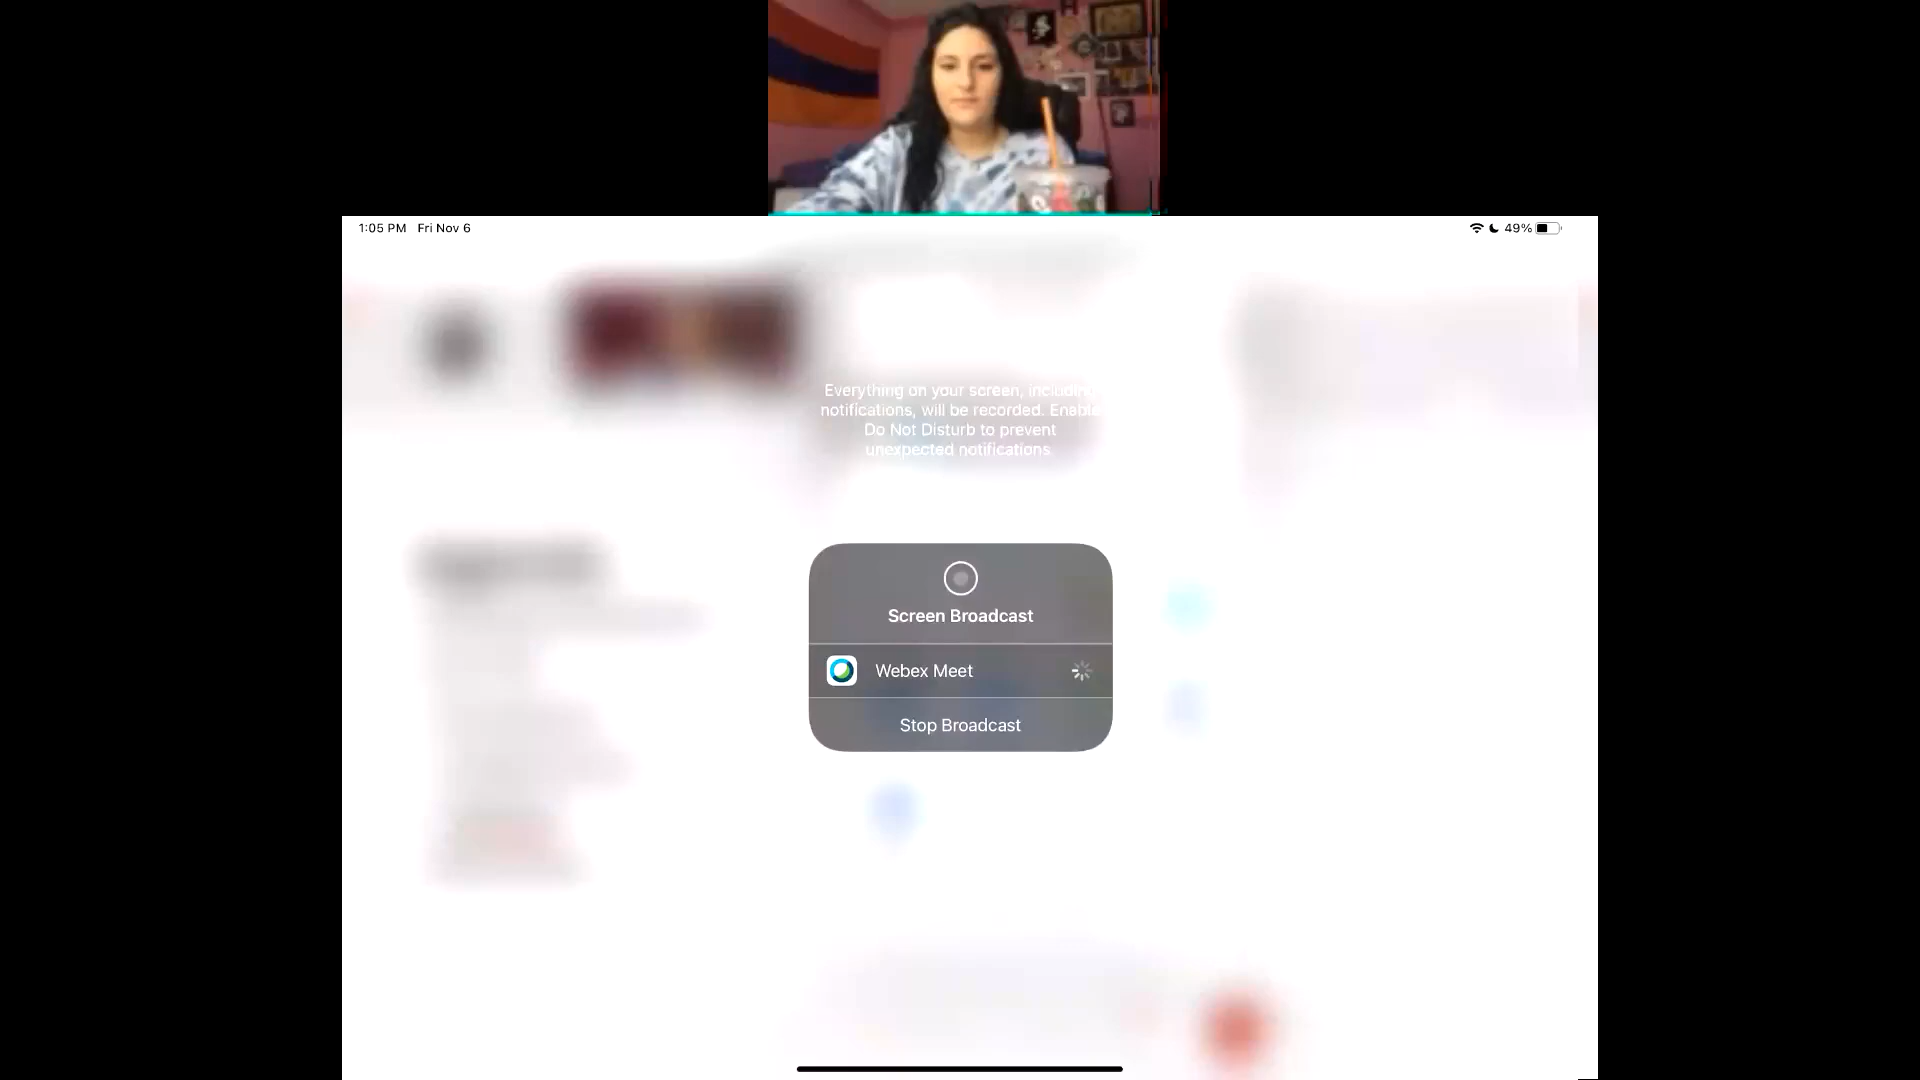 1:05 PM Fri Nov 6
49%
Everything on your screen, including
notifications, will be recorded. Enable
Do Not Disturb to prevent
unexpected notifications.
Screen Broadcast
Webex Meet
Stop Broadcast